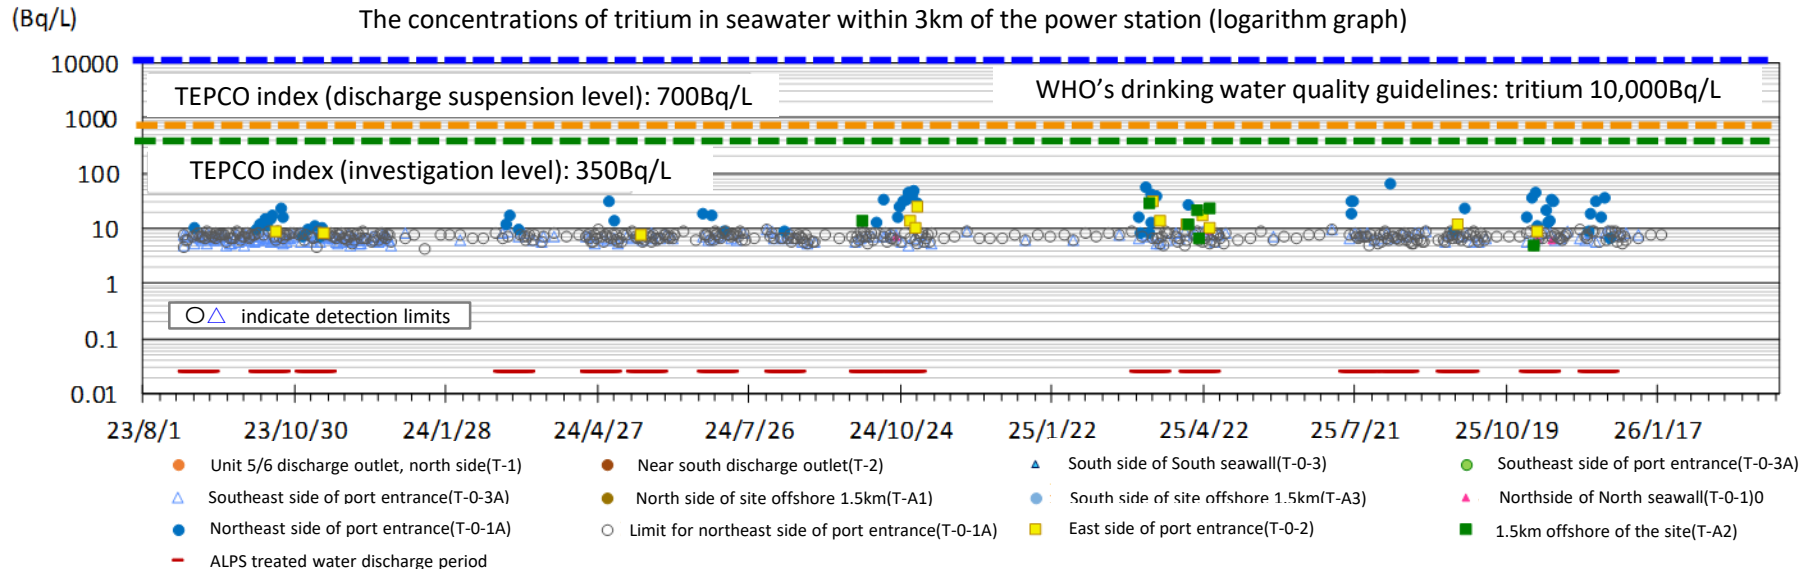 (Bq/L)
The concentrations of tritium in seawater within 3km of the power station (logarithm graph)
10000
TEPCO index (discharge suspension level): 700Bq/L
WHO's drinking water quality guidelines: tritium 10,000Bq/L
1000
TEPCO index (investigation level): 350Bq/L
100
10
1
○△ indicate detection limits
0.1
0.01
23/8/1 23/10/30 24/1/28 24/4/27 24/7/26 24/10/24 25/1/22 25/4/22 25/7/21 25/10/19 26/1/17
Unit 5/6 discharge outlet, north side(T-1) Near south discharge outlet(T-2) South side of South seawall(T-0-3) Southeast side of port entrance(T-0-3A)
Southeast side of port entrance(T-0-3A) North side of site offshore 1.5km(T-A1) South side of site offshore 1.5km(T-A3) Northside of North seawall(T-0-1)0
Northeast side of port entrance(T-0-1A) Limit for northeast side of port entrance(T-0-1A) East side of port entrance(T-0-2) 1.5km offshore of the site(T-A2)
ALPS treated water discharge period